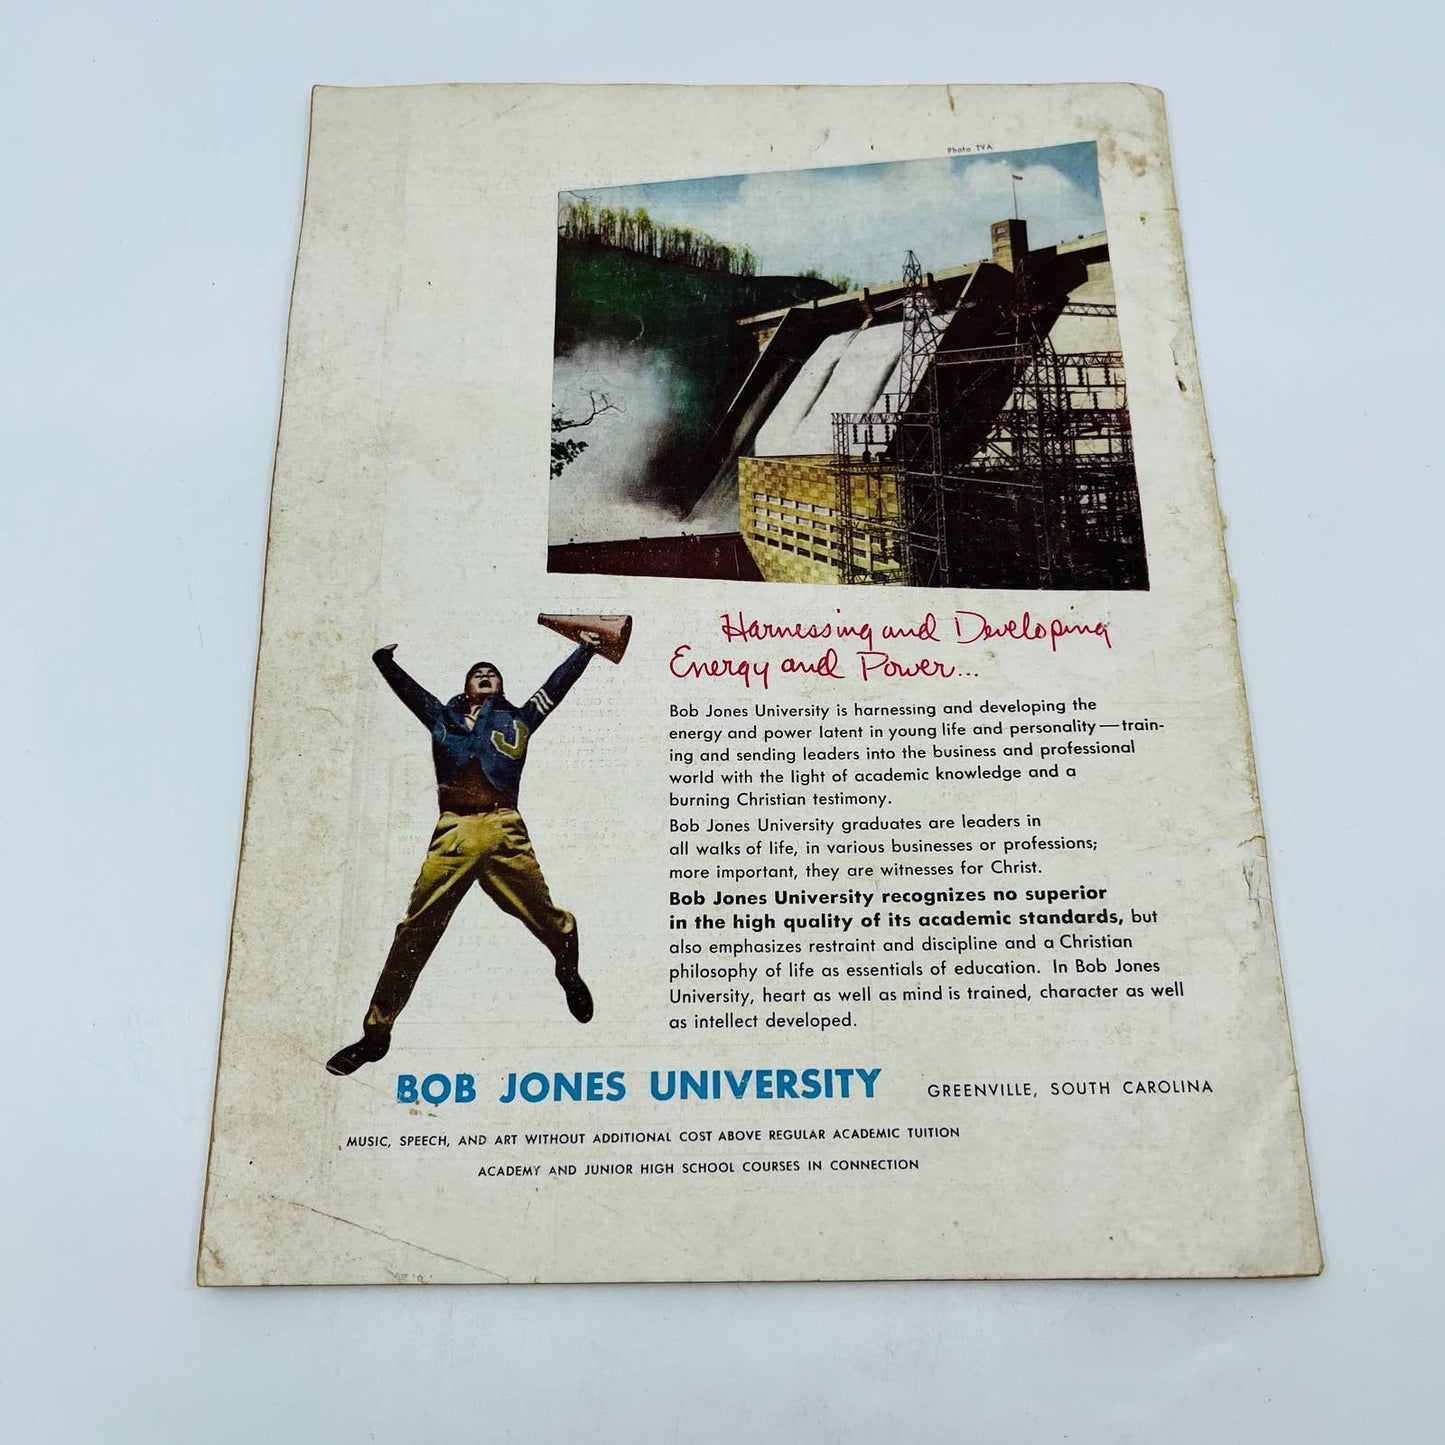 Photo TVA
Harnessing and Developing
Energy and Power...
Bob Jones University is harnessing and developing the
energy and power latent in young life and personality—train-
ing and sending leaders into the business and professional
world with the light of academic knowledge and a
burning Christian testimony.
Bob Jones University graduates are leaders in
all walks of life, in various businesses or professions;
more important, they are witnesses for Christ.
Bob Jones University recognizes no superior
in the high quality of its academic standards, but
also emphasizes restraint and discipline and a Christian
philosophy of life as essentials of education. In Bob Jones
University, heart as well as mind is trained, character as well
as intellect developed.
J
BOB JONES UNIVERSITY GREENVILLE, SOUTH CAROLINA
MUSIC, SPEECH, AND ART WITHOUT ADDITIONAL COST ABOVE REGULAR ACADEMIC TUITION
ACADEMY AND JUNIOR HIGH SCHOOL COURSES IN CONNECTION